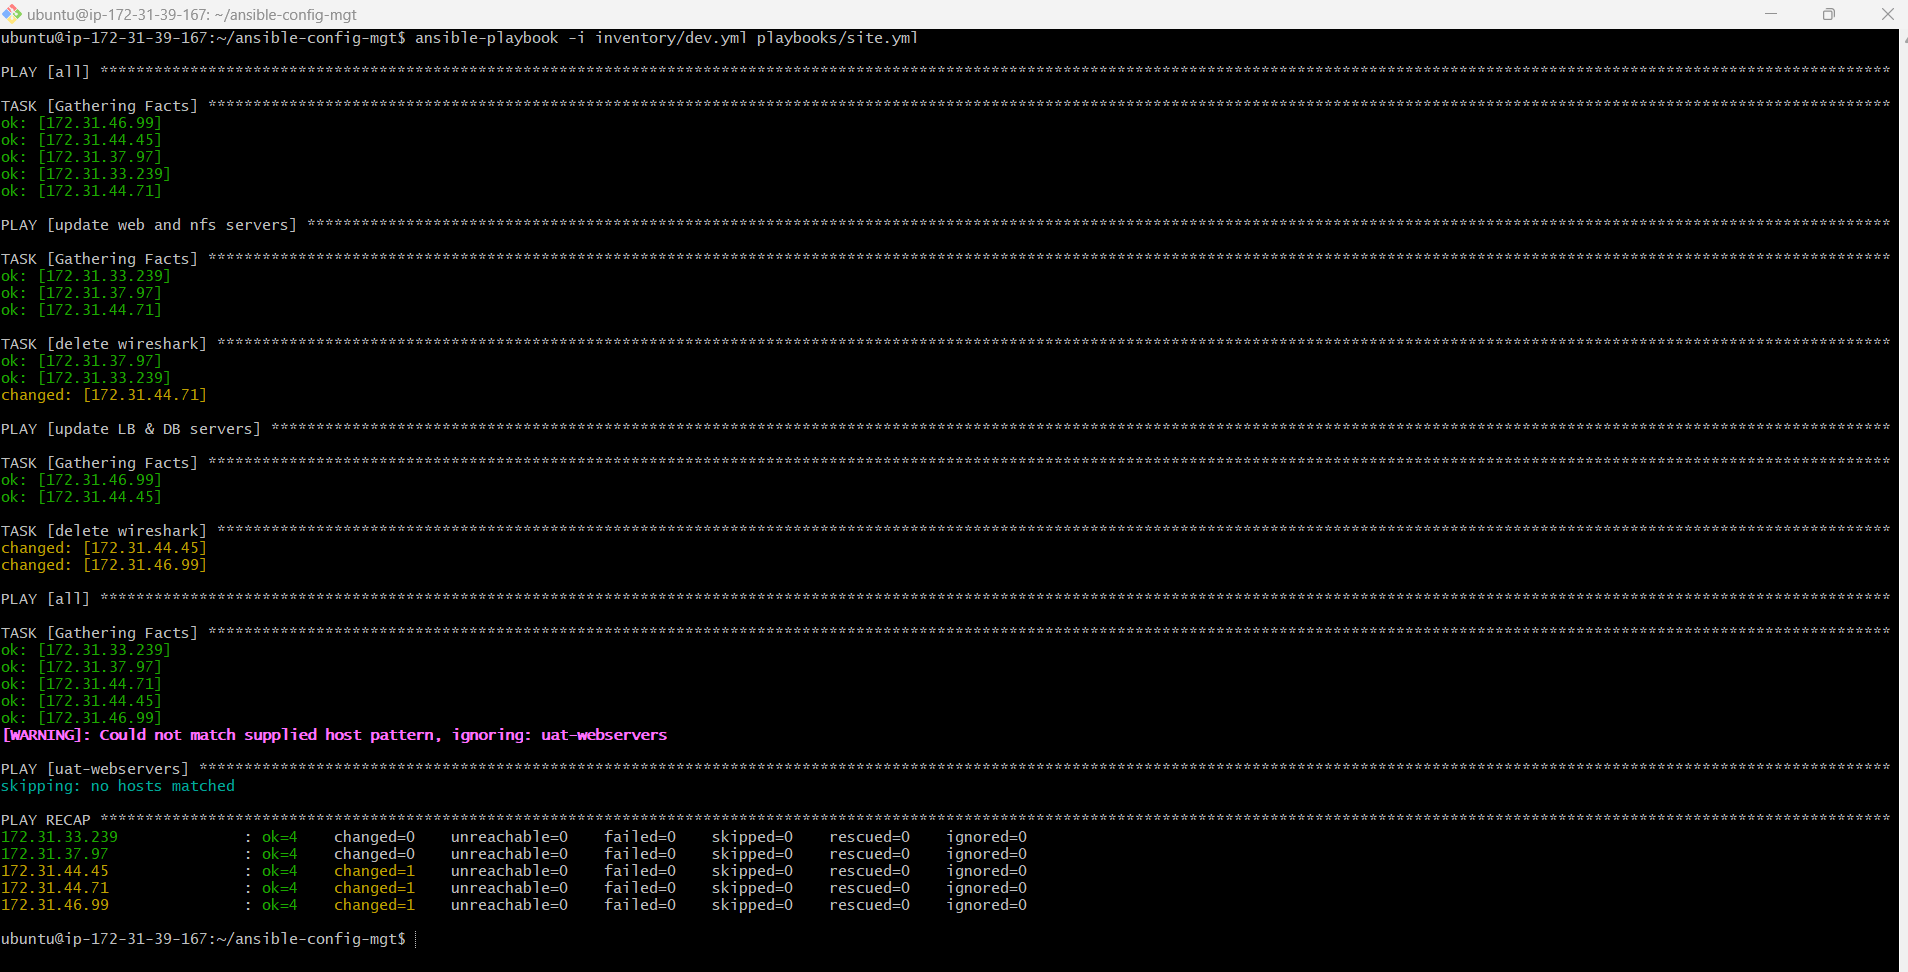 ubuntu@ip-172-31-39-167: ~/ansible-config-mgt
ubuntu@ip-172-31-39-167:~/ansible-config-mgt$ ansible-playbook -i inventory/dev.yml playbooks/site.yml
PLAY [all] ***********************************************************************************************************************************************************************************************************
TASK [Gathering Facts] *******************************************************************************************************************************************************************************************
ok: [172.31.46.99]
ok: [172.31.44.45]
ok: [172.31.37.97]
ok: [172.31.33.239]
ok: [172.31.44.71]
PLAY [update web and nfs servers] ********************************************************************************************************************************************************************************
TASK [Gathering Facts] *******************************************************************************************************************************************************************************************
ok: [172.31.33.239]
ok: [172.31.37.97]
ok: [172.31.44.71]
TASK [delete wireshark] ******************************************************************************************************************************************************************************************
ok: [172.31.37.97]
ok: [172.31.33.239]
changed: [172.31.44.71]
PLAY [update LB & DB servers] ************************************************************************************************************************************************************************************
TASK [Gathering Facts] *******************************************************************************************************************************************************************************************
ok: [172.31.46.99]
ok: [172.31.44.45]
TASK [delete wireshark] ******************************************************************************************************************************************************************************************
changed: [172.31.44.45]
changed: [172.31.46.99]
PLAY [all] ***********************************************************************************************************************************************************************************************************
TASK [Gathering Facts] *******************************************************************************************************************************************************************************************
ok: [172.31.33.239]
ok: [172.31.37.97]
ok: [172.31.44.71]
ok: [172.31.44.45]
ok: [172.31.46.99]
[WARNING]: Could not match supplied host pattern, ignoring: uat-webservers
PLAY [uat-webservers] ********************************************************************************************************************************************************************************************
skipping: no hosts matched
PLAY RECAP ***********************************************************************************************************************************************************************************************************
172.31.33.239 : ok=4 changed=0 unreachable=0 failed=0 skipped=0 rescued=0 ignored=0
172.31.37.97 : ok=4 changed=0 unreachable=0 failed=0 skipped=0 rescued=0 ignored=0
172.31.44.45 : ok=4 changed=1 unreachable=0 failed=0 skipped=0 rescued=0 ignored=0
172.31.44.71 : ok=4 changed=1 unreachable=0 failed=0 skipped=0 rescued=0 ignored=0
172.31.46.99 : ok=4 changed=1 unreachable=0 failed=0 skipped=0 rescued=0 ignored=0
ubuntu@ip-172-31-39-167:~/ansible-config-mgt$